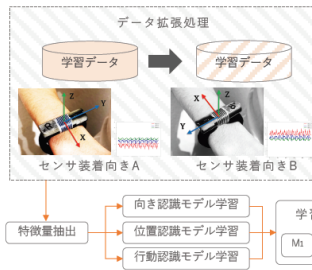 データ拡張処理
学習データ
学習データ
Z
Y
X
X
Z
Y
センサ装着向きA
センサ装着向きB
向き認識モデル学習
特徴量抽出
位置認識モデル学習
行動認識モデル学習
学習
M₁